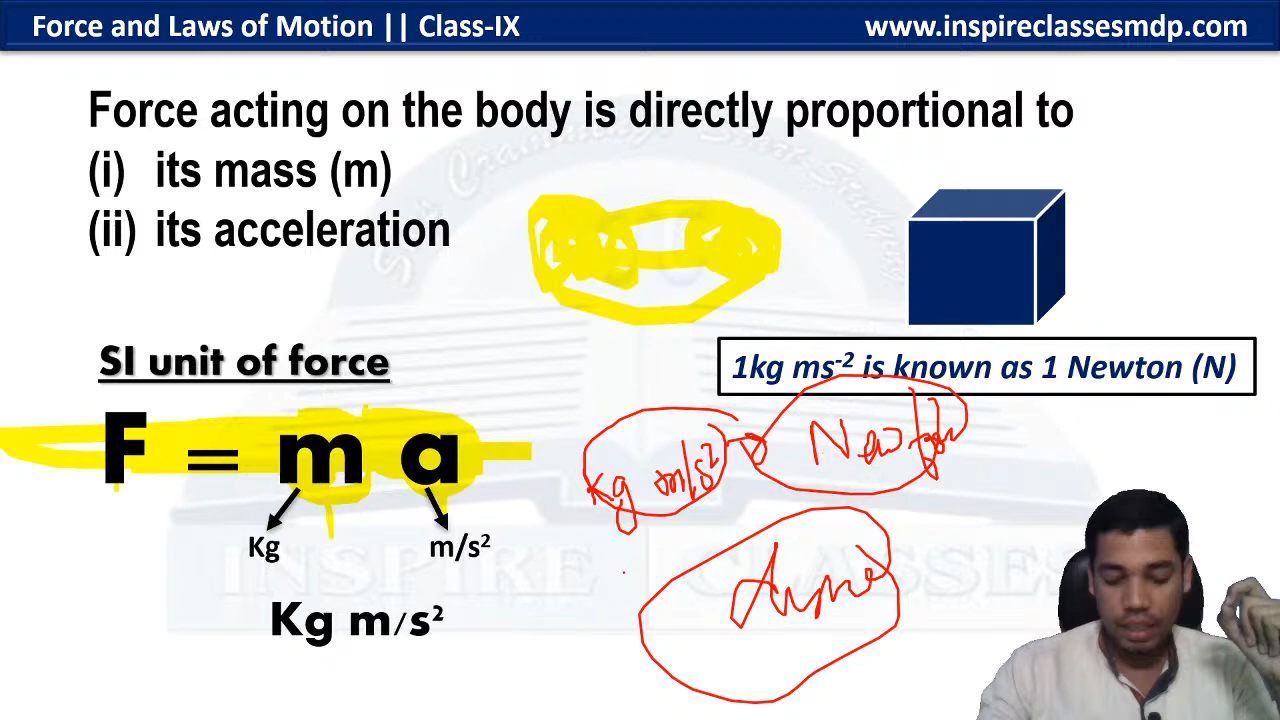 Force and Laws of Motion || Class-IX
www.inspireclassesmdp.com
Force acting on the body is directly proportional to
(i) its mass (m)
(ii) its acceleration
SI unit of force
1kg ms⁻² is known as 1 Newton (N)
F = m a
Kg m/s²
Newton
Kg
m/s²
Kg m/s²
INSPIRE CLASSES